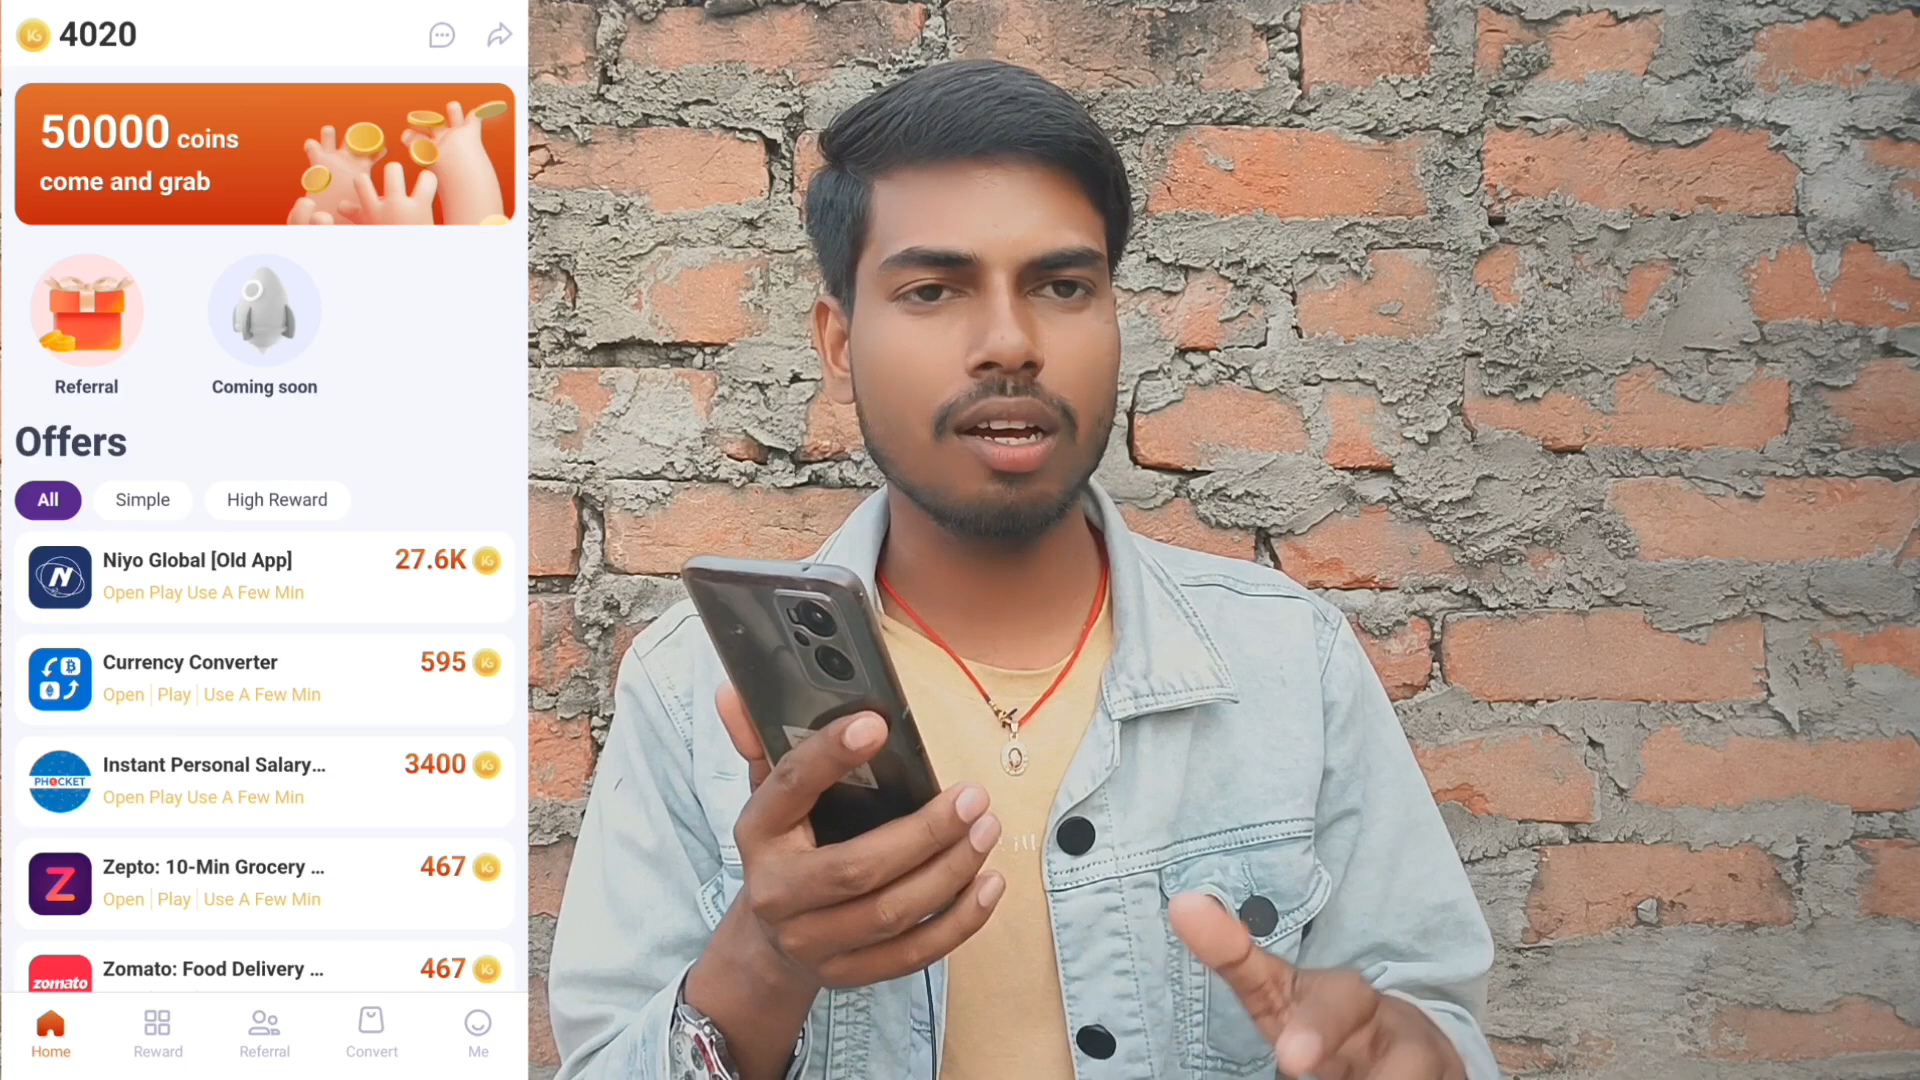 4020
50000 coins
come and grab
Referral
Coming soon
Offers
All
Simple
High Reward
Niyo Global [Old App]
27.6K
Open Play Use A Few Min
Currency Converter
595
Open Play Use A Few Min
Instant Personal Salary...
3400
PHOCKET
Open Play Use A Few Min
Zepto: 10-Min Grocery ...
467
Z
Open Play Use A Few Min
Zomato: Food Delivery ...
467
zomato
Home
Reward
Referral
Convert
Me